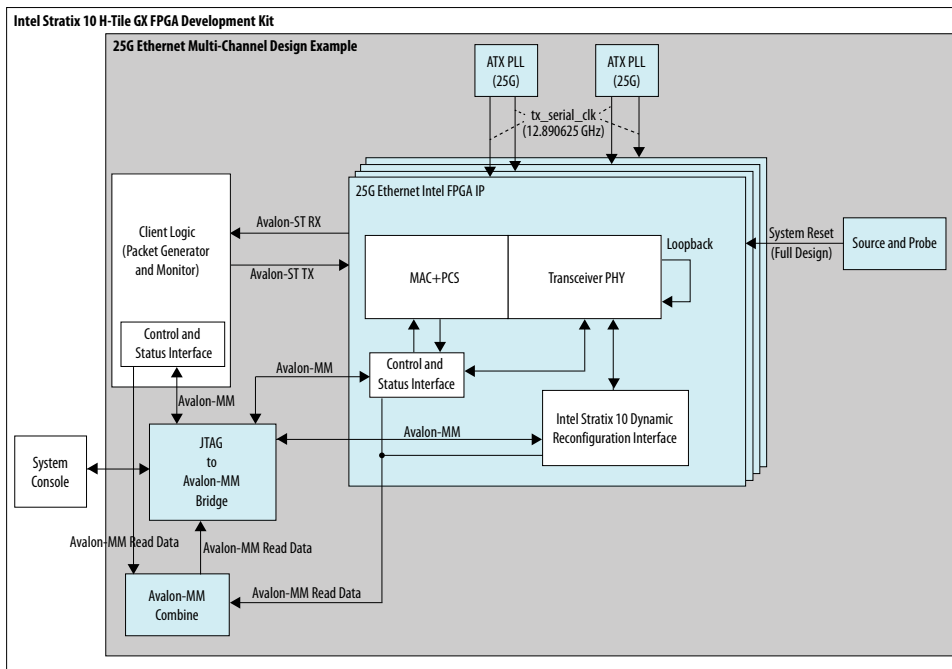 Intel Stratix 10 H-Tile GX FPGA Development Kit
25G Ethernet Multi-Channel Design Example
ATX PLL
(25G)
ATX PLL
(25G)
tx_serial_clk
(12.890625 GHz)
25G Ethernet Intel FPGA IP
Client Logic
(Packet Generator
and Monitor)
Avalon-ST RX
Avalon-ST TX
MAC+PCS
Transceiver PHY
Loopback
System Reset
(Full Design)
Source and Probe
Control and
Status Interface
Avalon-MM
Avalon-MM
Control and
Status Interface
Avalon-MM
Intel Stratix 10 Dynamic
Reconfiguration Interface
System
Console
JTAG
to
Avalon-MM
Bridge
Avalon-MM Read Data
Avalon-MM Read Data
Avalon-MM
Combine
Avalon-MM Read Data